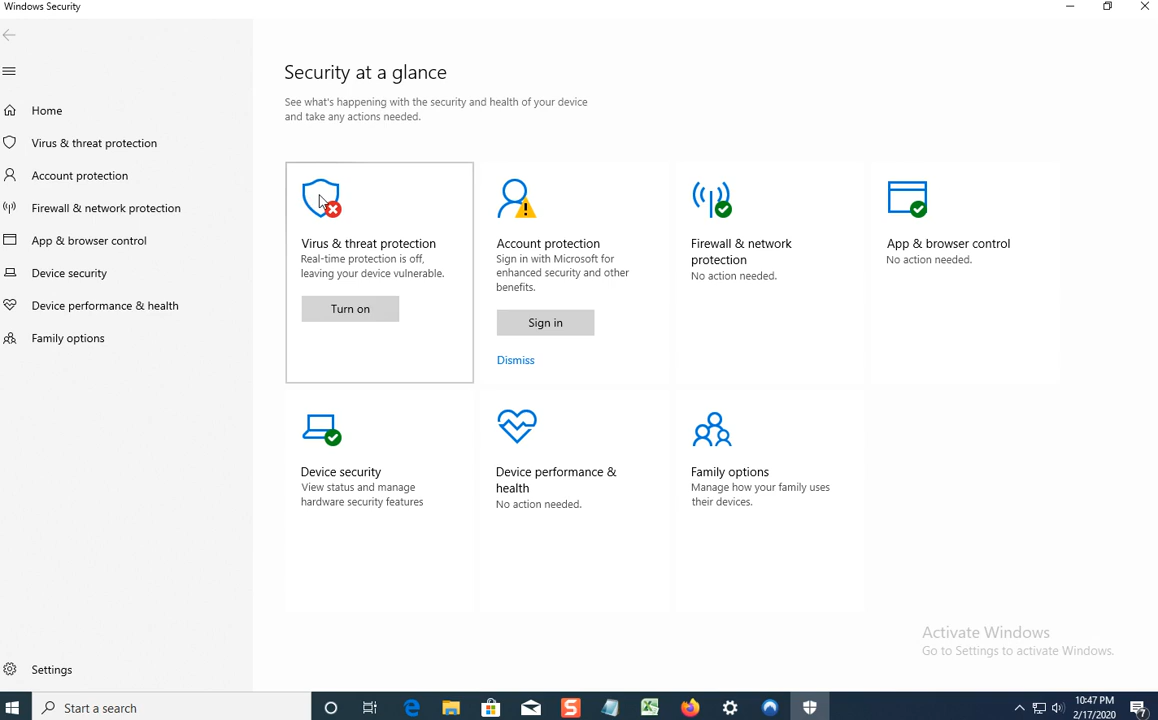 Windows Security
Home
Virus & threat protection
Account protection
Firewall & network protection
App & browser control
Device security
Device performance & health
Family options
Settings
Security at a glance
See what's happening with the security and health of your device
and take any actions needed.
Virus & threat protection
Real-time protection is off,
leaving your device vulnerable.
Turn on
Account protection
Sign in with Microsoft for
enhanced security and other
benefits.
Sign in
Dismiss
Firewall & network
protection
No action needed.
App & browser control
No action needed.
Device security
View status and manage
hardware security features
Device performance &
health
No action needed.
Family options
Manage how your family uses
their devices.
Activate Windows
Go to Settings to activate Windows.
Start a search
10:47 PM
2/17/2020
7